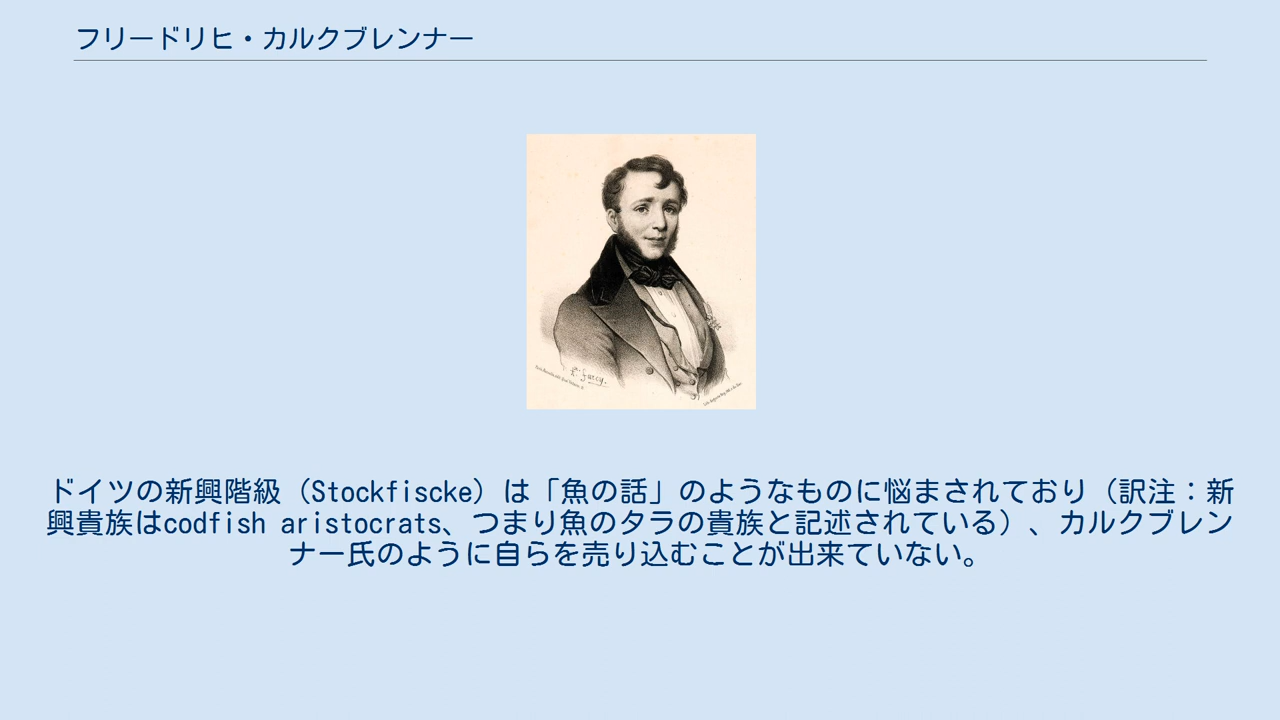 フリードリヒ・カルクブレンナー
ドイツの新興階級（Stockfiscke）は「魚の話」のようなものに悩まされており（訳注：新
興貴族はcodfish aristocrats、つまり魚のタラの貴族と記述されている）、カルクブレン
ナー氏のように自らを売り込むことが出来ていない。